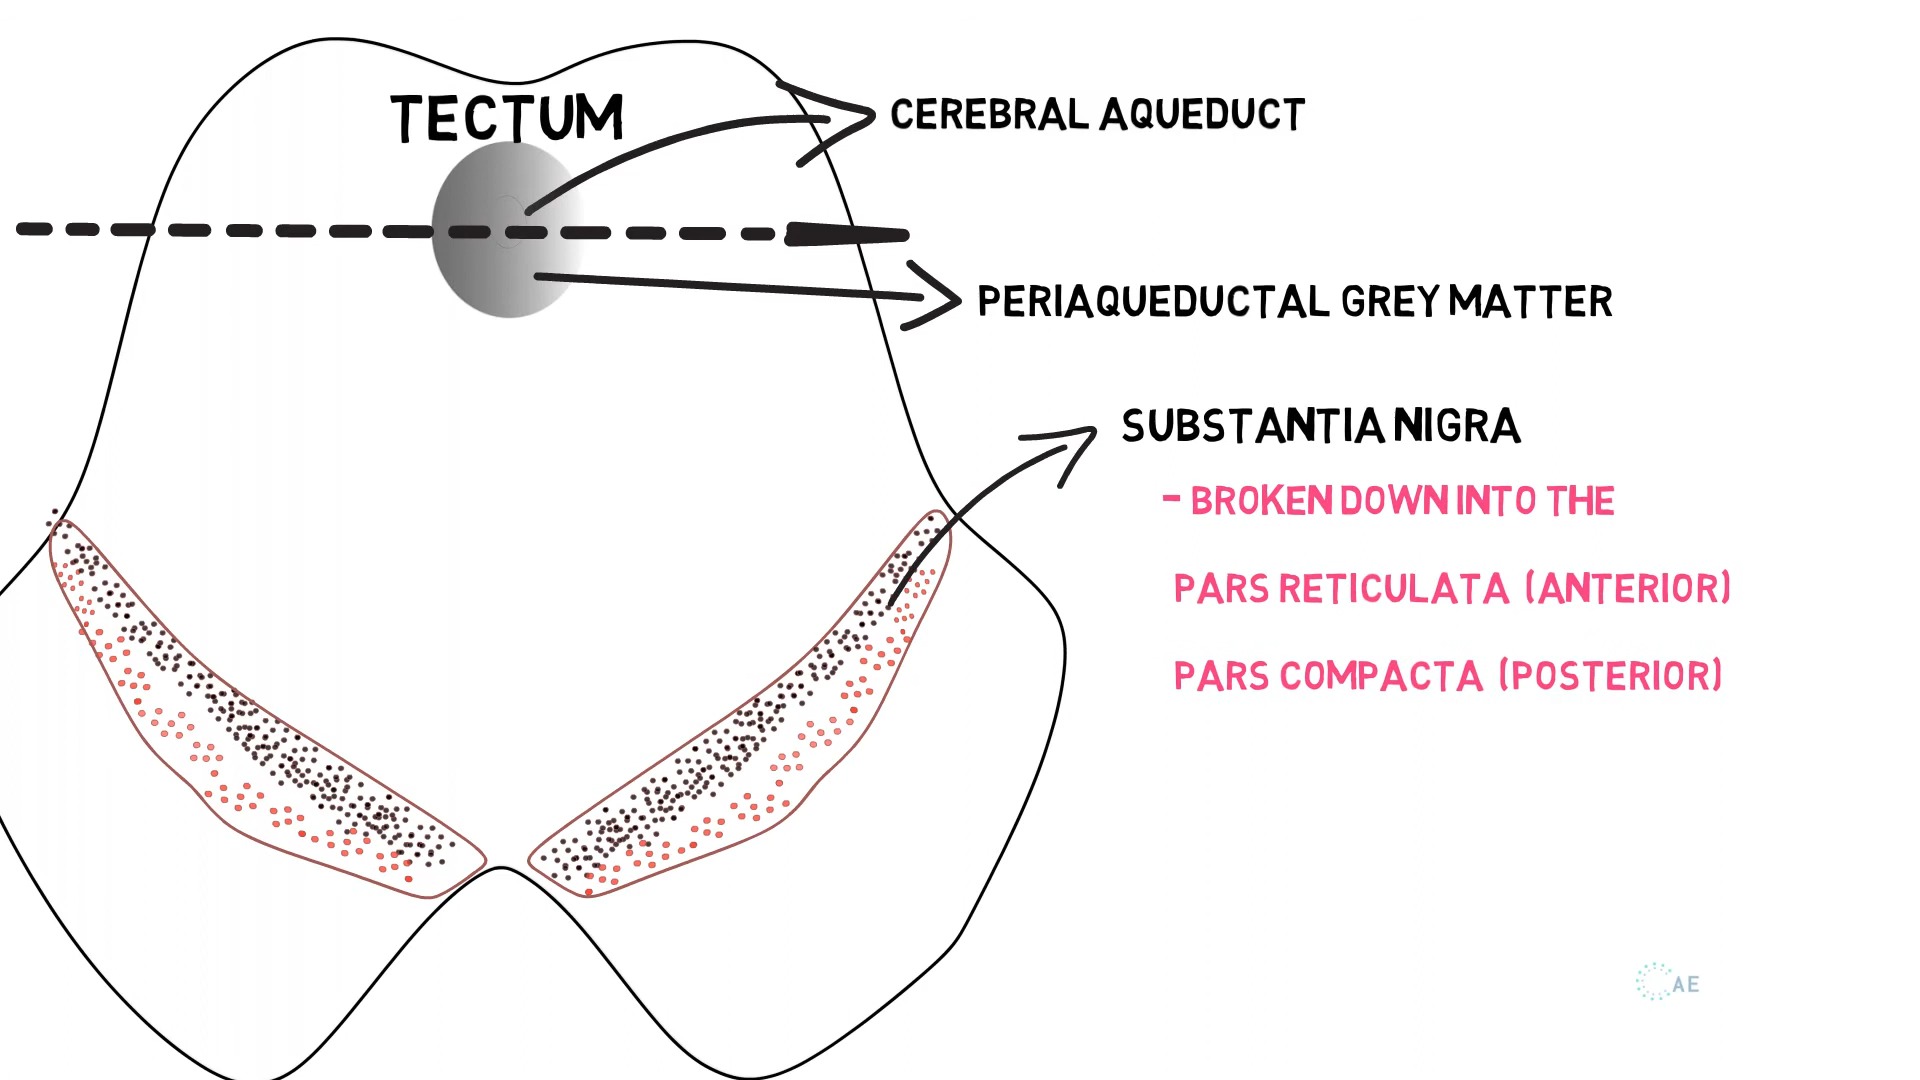 TECTUM
CEREBRAL AQUEDUCT
PERIAQUEDUCTAL GREY MATTER
SUBSTANTIA NIGRA
- BROKEN DOWN INTO THE
PARS RETICULATA (ANTERIOR)
PARS COMPACTA (POSTERIOR)
AE